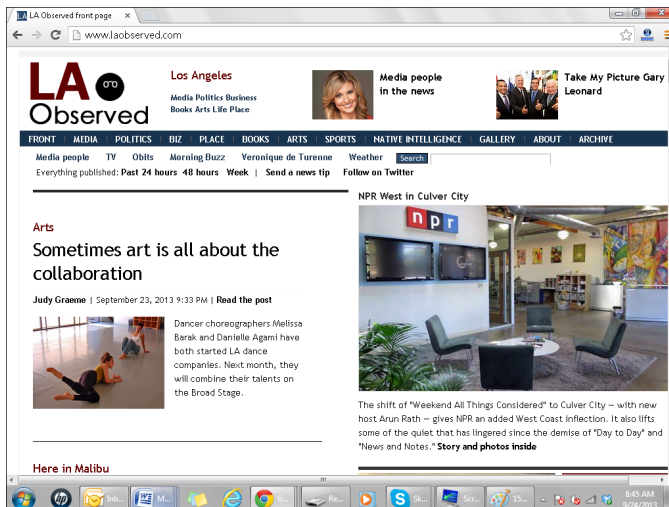 LA Observed front page
www.laobserved.com
LA
Observed
Los Angeles
Media Politics Business
Books Arts Life Place
Media people
in the news
Take My Picture Gary
Leonard
FRONT MEDIA POLITICS BIZ PLACE BOOKS ARTS SPORTS NATIVE INTELLIGENCE GALLERY ABOUT ARCHIVE
Media people TV Obits Morning Buzz Veronique de Turenne Weather Search
Everything published: Past 24 hours 48 hours Week | Send a news tip Follow on Twitter
Arts
Sometimes art is all about the
collaboration
Judy Graeme | September 23, 2013 9:33 PM | Read the post
Dancer choreographers Melissa
Barak and Danielle Agami have
both started LA dance
companies. Next month, they
will combine their talents on
the Broad Stage.
Here in Malibu
NPR West in Culver City
npr
The shift of "Weekend All Things Considered" to Culver City — with new
host Arun Rath — gives NPR an added West Coast inflection. It also lifts
some of the quiet that has lingered since the demise of "Day to Day" and
"News and Notes." Story and photos inside
hp Inb... M... G... Re... Sk... Scr... 15...
8:45 AM
9/24/2013